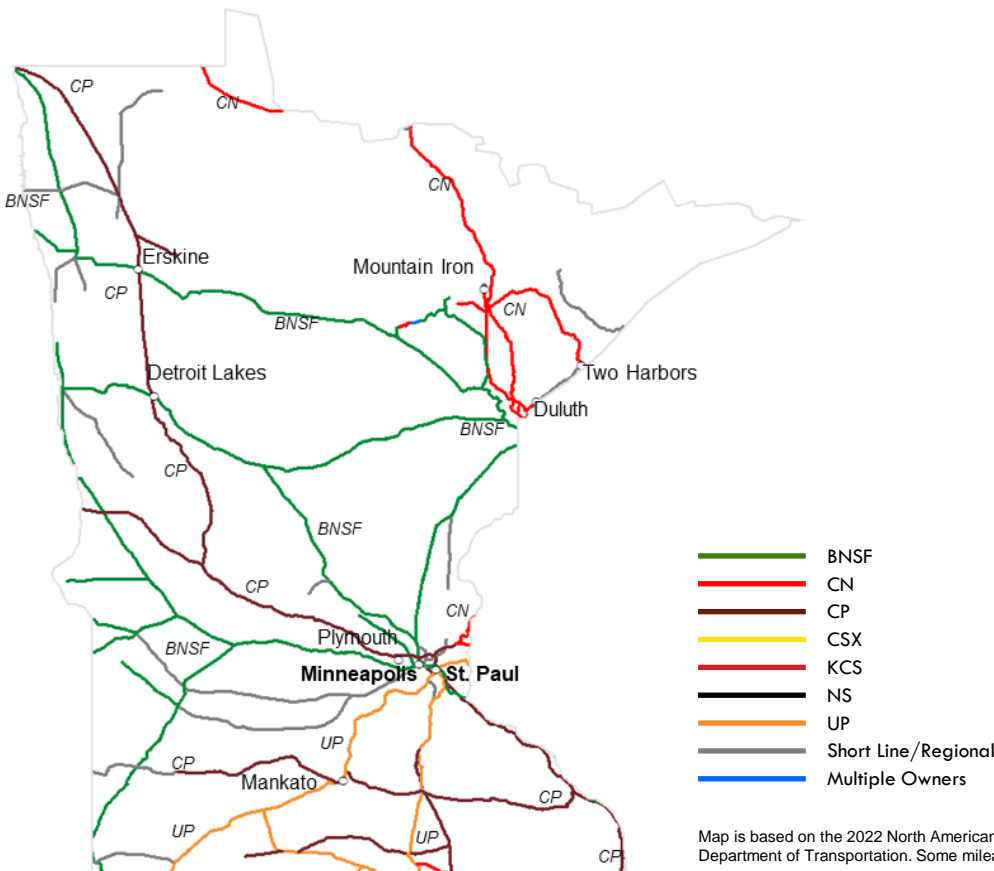 CP
CN
CN
BNSF
Erskine
Mountain Iron
CP
CN
BNSF
Detroit Lakes
Two Harbors
Duluth
BNSF
CP
BNSF
CP
CN
Plymouth
BNSF
Minneapolis
St. Paul
UP
CP
Mankato
CP
UP
UP
CP
BNSF
CN
CP
CSX
KCS
NS
UP
Short Line/Regional
Multiple Owners
Map is based on the 2022 North American
Department of Transportation. Some milea